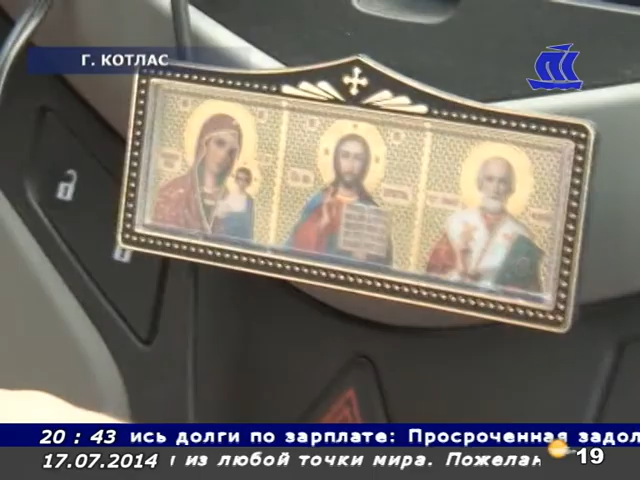 Г. КОТЛАС
20 : 43 ись долги по зарплате: Просроченная задол
17.07.2014 и из любой точки мира. Пожелан 19